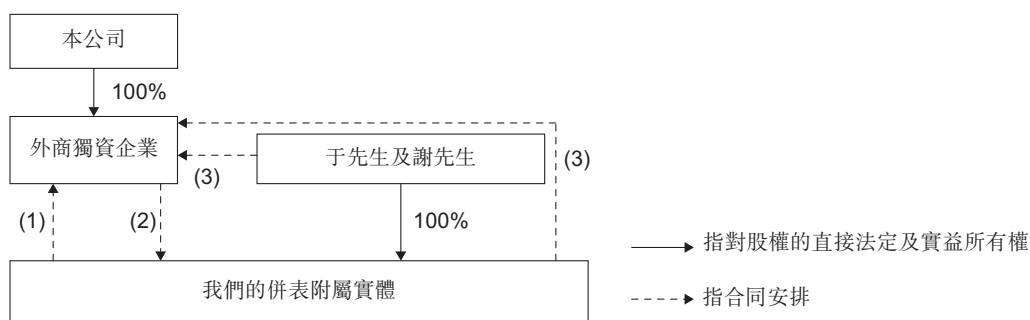 本公司
100%
外商獨資企業
于先生及謝先生
(3)
(3)
(1)
(2)
100%
指對股權的直接法定及實益所有權
我們的併表附屬實體
指合同安排